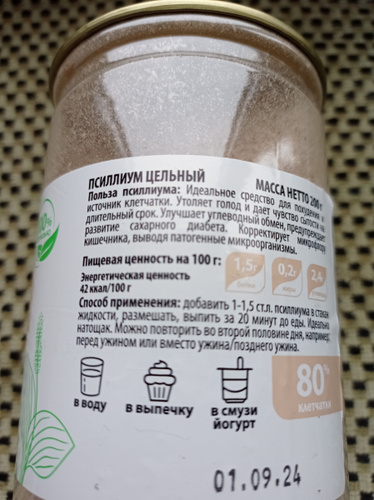 ПСИЛЛИУМ ЦЕЛЬНЫЙ
МАССА НЕТТО 200 г
Польза псиллиума: Идеальное средство для похудения и
источник клетчатки. Утоляет голод и дает чувство сытости на
длительный срок. Улучшает углеводный обмен, предупреждает
развитие сахарного диабета. Корректирует микрофлору
кишечника, выводя патогенные микроорганизмы.
Пищевая ценность на 100 г:
1,5г
0,2г
2,4
белки
жиры
Энергетическая ценность
42 ккал/100 г
Способ применения: добавить 1-1,5 ст.л. псиллиума в стакан
жидкости, размешать, выпить за 20 минут до еды. Идеально
натощак. Можно повторить во второй половине дня, например,
перед ужином или вместо ужина/позднего ужина.
80%
клетчатки
в воду
в выпечку
в смузи
йогурт
01.09.24